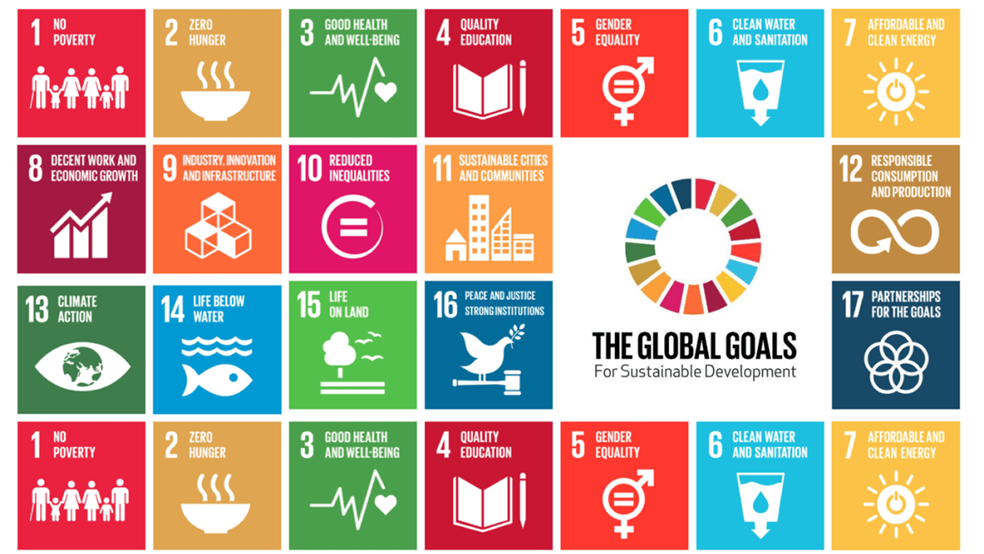 1 NO
POVERTY
2 ZERO
HUNGER
3 GOOD HEALTH
AND WELL-BEING
4 QUALITY
EDUCATION
5 GENDER
EQUALITY
6 CLEAN WATER
AND SANITATION
7 AFFORDABLE AND
CLEAN ENERGY
8 DECENT WORK AND
ECONOMIC GROWTH
9 INDUSTRY, INNOVATION
AND INFRASTRUCTURE
10 REDUCED
INEQUALITIES
11 SUSTAINABLE CITIES
AND COMMUNITIES
12 RESPONSIBLE
CONSUMPTION
AND PRODUCTION
13 CLIMATE
ACTION
14 LIFE BELOW
WATER
15 LIFE
ON LAND
16 PEACE AND JUSTICE
STRONG INSTITUTIONS
THE GLOBAL GOALS
For Sustainable Development
17 PARTNERSHIPS
FOR THE GOALS
1 NO
POVERTY
2 ZERO
HUNGER
3 GOOD HEALTH
AND WELL-BEING
4 QUALITY
EDUCATION
5 GENDER
EQUALITY
6 CLEAN WATER
AND SANITATION
7 AFFORDABLE AND
CLEAN ENERGY